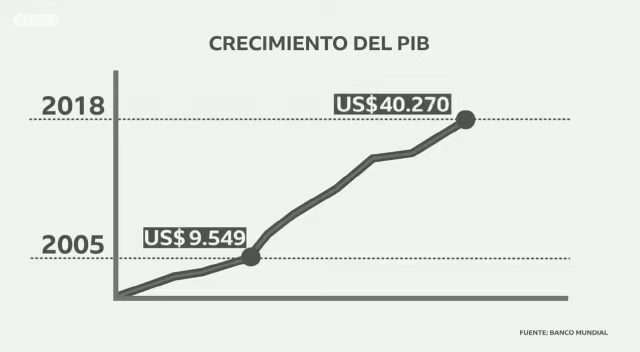 CRECIMIENTO DEL PIB
2018
US$40.270
US$9.549
2005
FUENTE: BANCO MUNDIAL